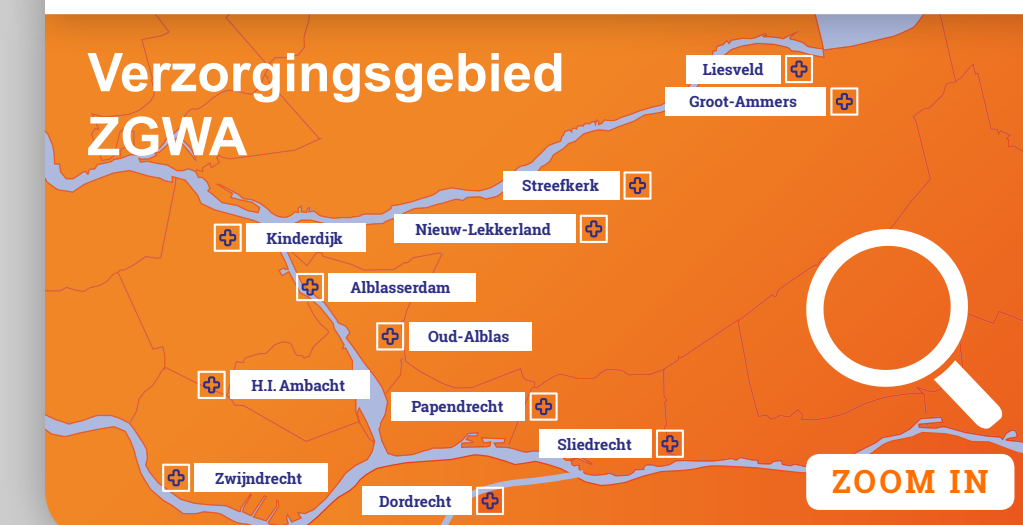 Verzorgingsgebied
ZGWA
Liesveld
Groot-Ammers
Streefkerk
Nieuw-Lekkerland
Kinderdijk
Alblasserdam
Oud-Alblas
H.I. Ambacht
Papendrecht
Sliedrecht
Zwijndrecht
Dordrecht
ZOOM IN